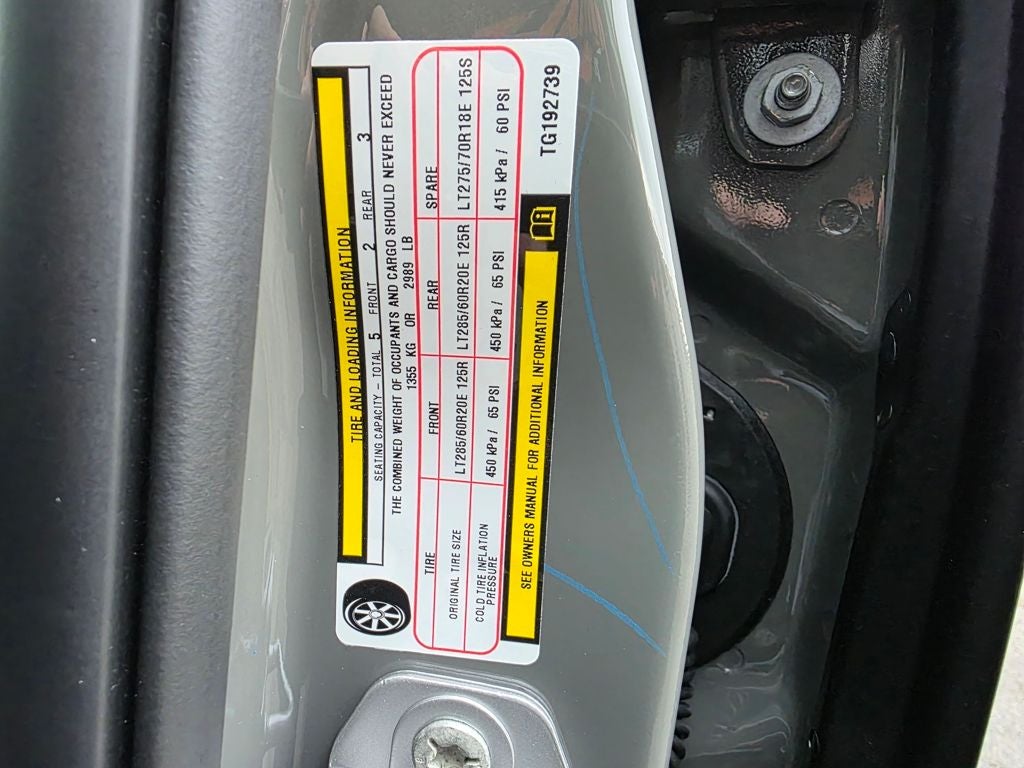 TIRE AND LOADING INFORMATION
SEATING CAPACITY – TOTAL 5 FRONT 2 REAR 3
THE COMBINED WEIGHT OF OCCUPANTS AND CARGO SHOULD NEVER EXCEED
1355 KG OR 2989 LB
TIRE FRONT REAR SPARE
ORIGINAL TIRE SIZE LT285/60R20E 125R LT285/60R20E 125R LT275/70R18E 125S
COLD TIRE INFLATION
PRESSURE 450 kPa / 65 PSI 450 kPa / 65 PSI 415 kPa / 60 PSI
SEE OWNERS MANUAL FOR ADDITIONAL INFORMATION
TG192739